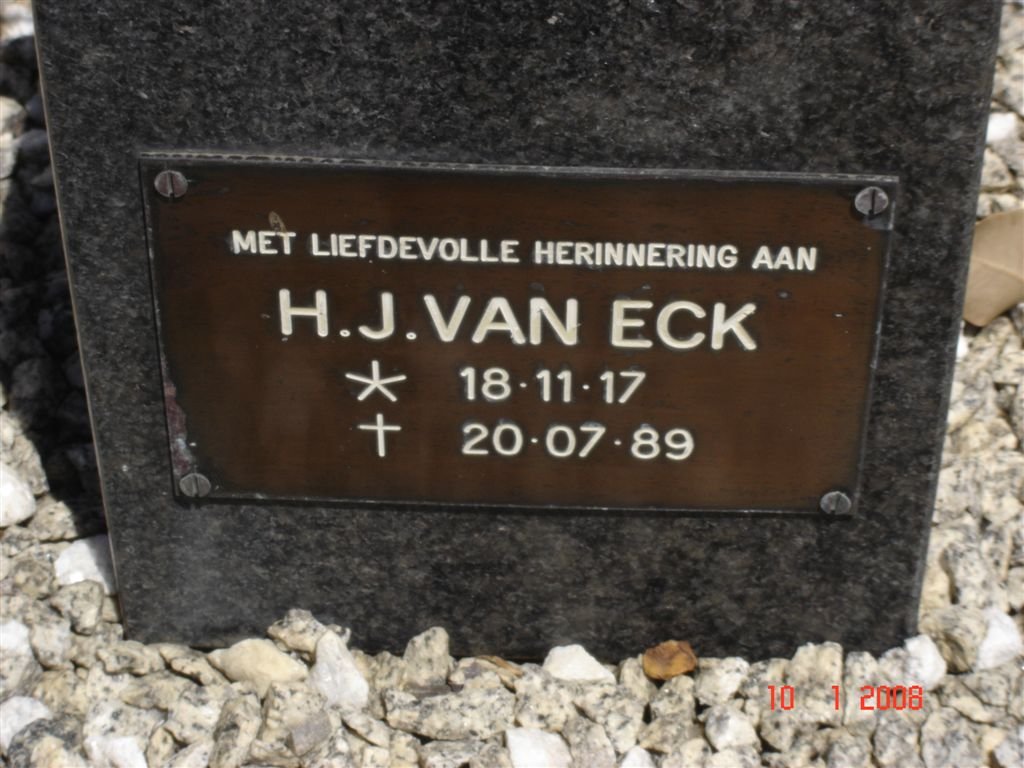 MET LIEFDEVOLLE HERINNERING AAN
H.J. VAN ECK
* 18·11·17
† 20·07·89
10 1 2008